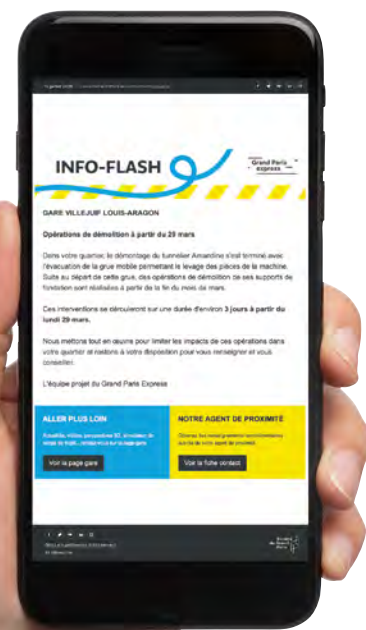 INFO-FLASH
Grand Paris
express
GARE VILLEJUIF LOUIS-ARAGON
Opérations de démolition à partir du 29 mars
Dans votre quartier, le démontage du tunnelier Amandine s'est terminé avec
l'évacuation de la grue mobile permettant le levage des pièces de la machine.
Suite au départ de cette grue, des opérations de démolition de ses supports de
fondation sont réalisées à partir de la fin du mois de mars.
Ces interventions se dérouleront sur une durée d'environ 3 jours à partir du
lundi 29 mars.
Nous mettons tout en œuvre pour limiter les impacts de ces opérations dans
votre quartier et restons à votre disposition pour vous renseigner et vous
conseiller.
L'équipe projet du Grand Paris Express
ALLER PLUS LOIN
NOTRE AGENT DE PROXIMITÉ
Voir la page gare
Voir la fiche contact